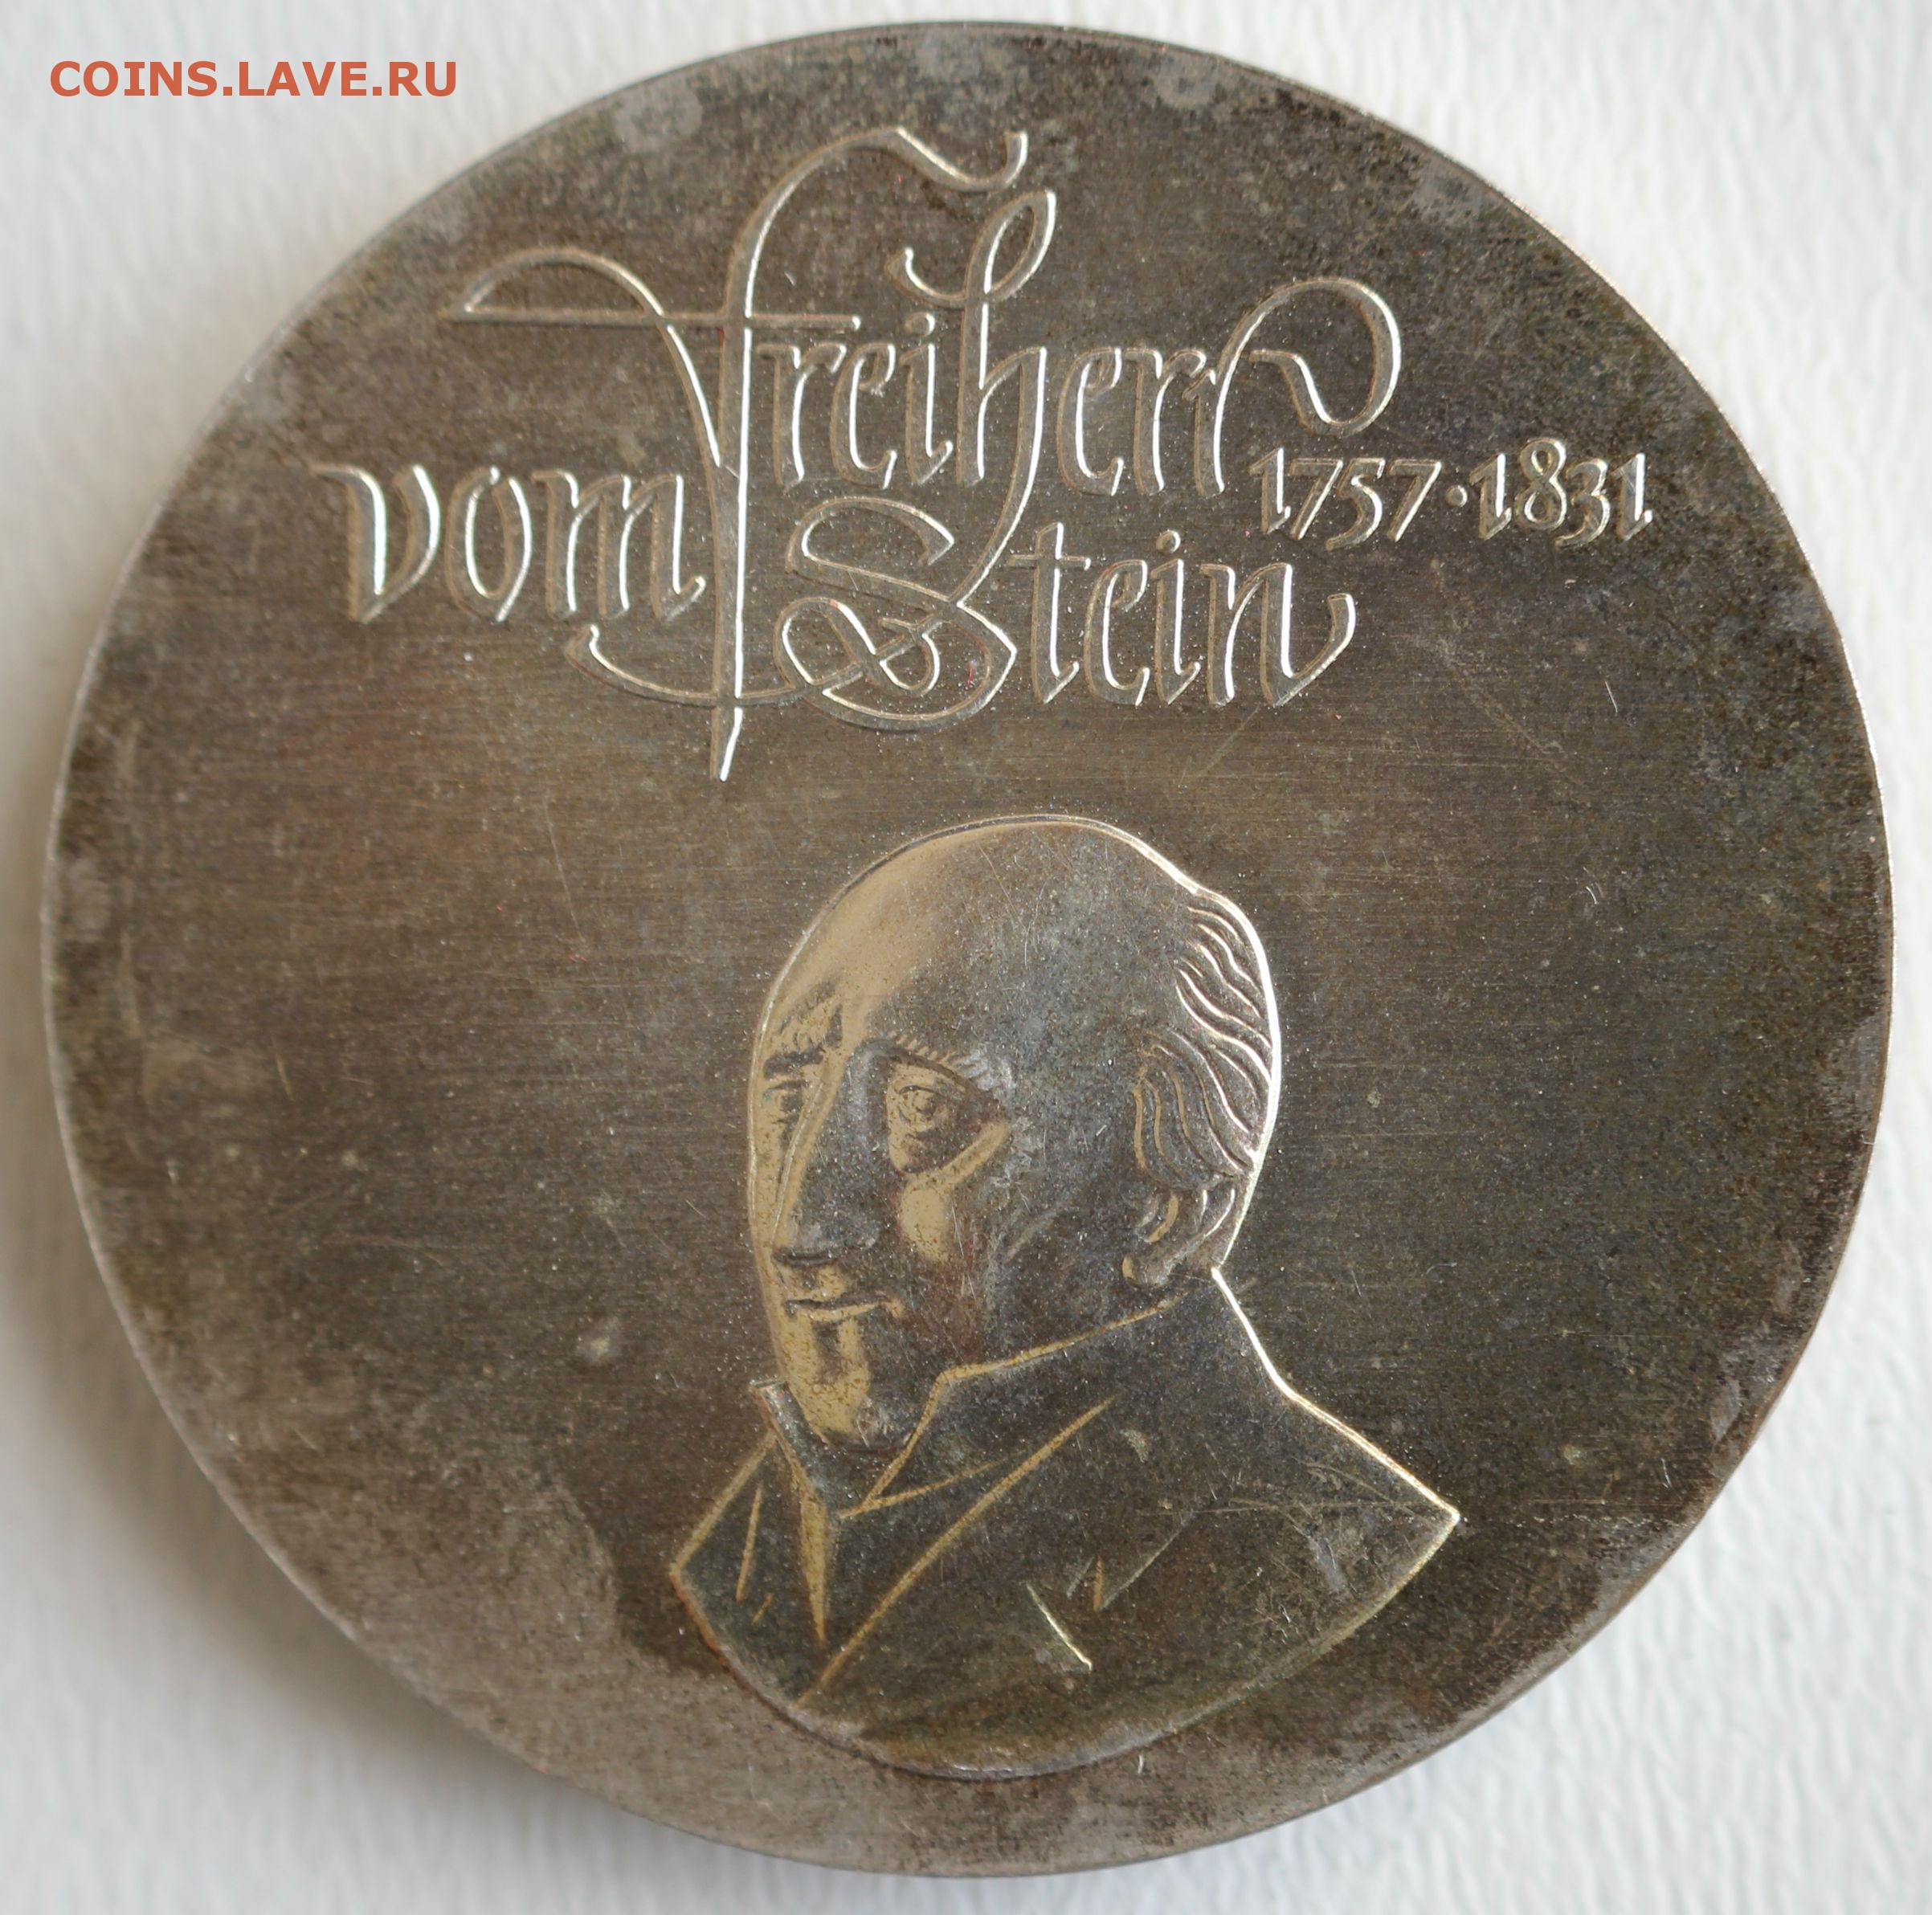 COINS.LAVE.RU
Freiherr
vom Stein 1757·1831